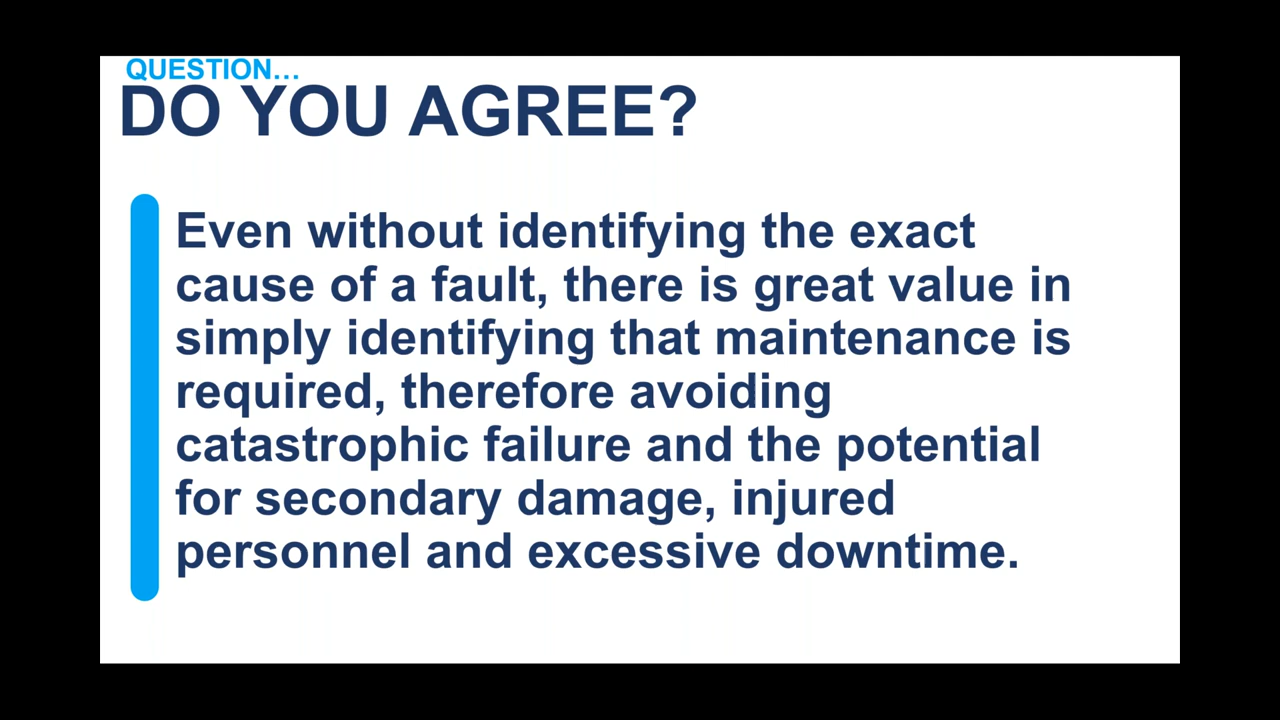 QUESTION...
DO YOU AGREE?
Even without identifying the exact
cause of a fault, there is great value in
simply identifying that maintenance is
required, therefore avoiding
catastrophic failure and the potential
for secondary damage, injured
personnel and excessive downtime.